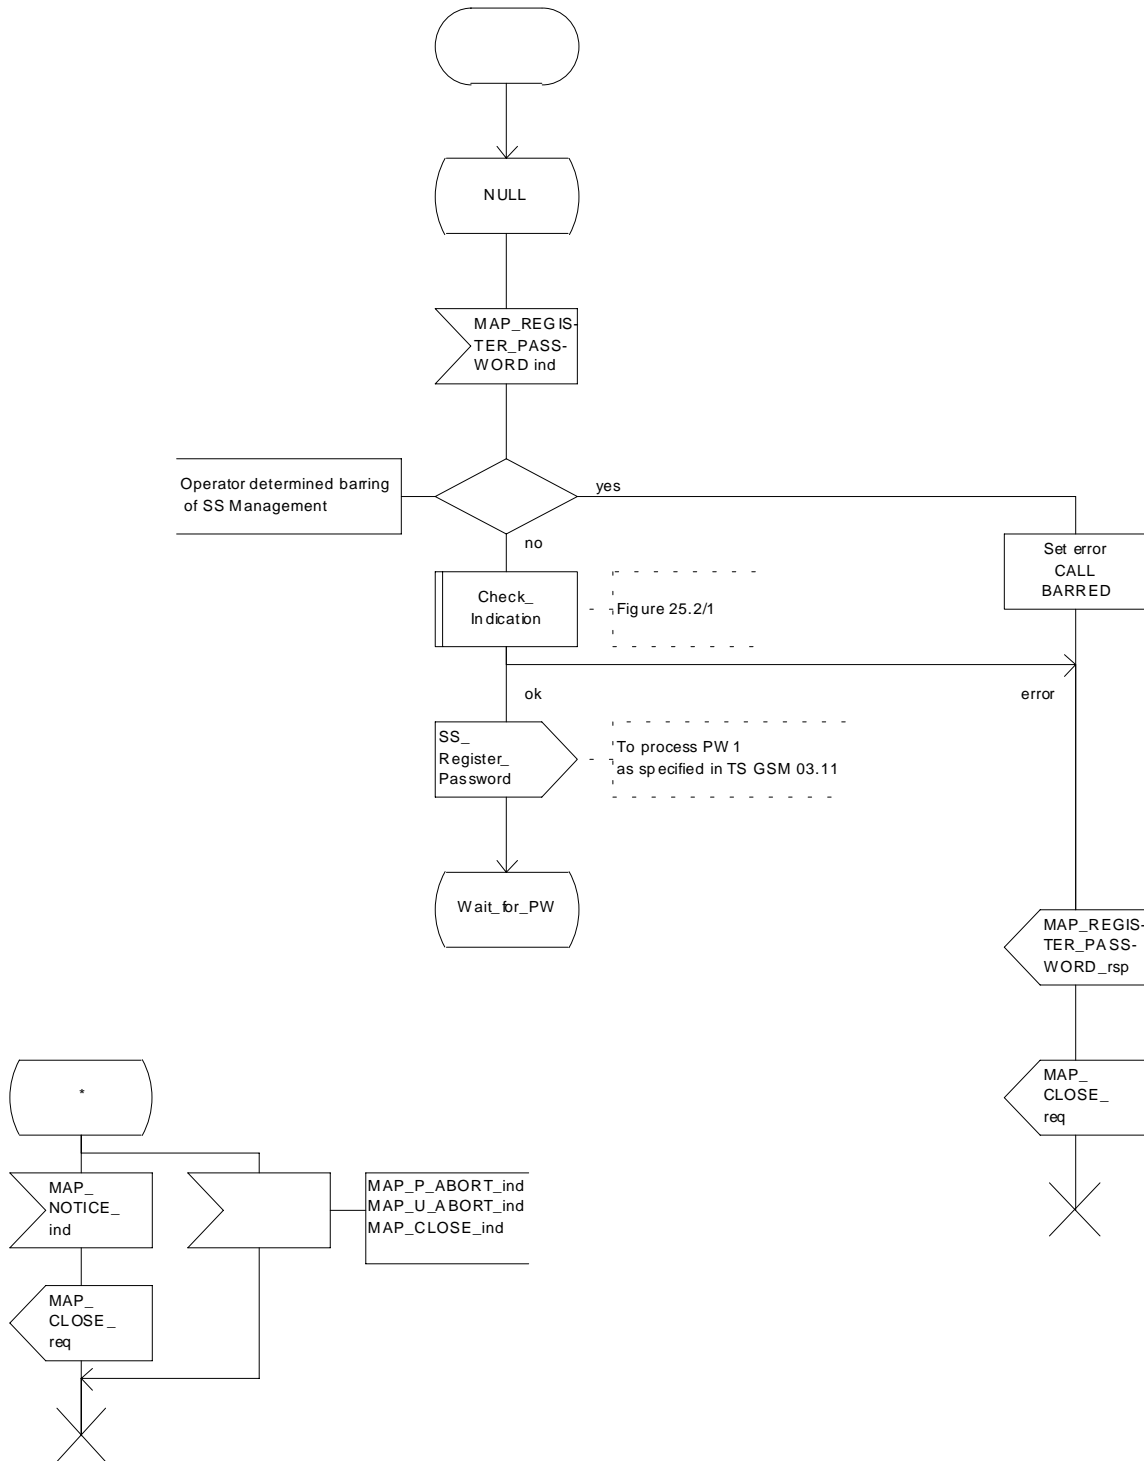 NULL
MAP_REGIS-
TER_PASS-
WORD ind
Operator determined barring
of SS Management
yes
no
Set error
CALL
BARRED
Check_
Indication
Figure 25.2/1
ok
error
SS_
Register_
Password
To process PW1
as specified in TS GSM 03.11
Wait_for_PW
MAP_REGIS-
TER_PASS-
WORD_rsp
MAP_
CLOSE_
req
*
MAP_
NOTICE_
ind
MAP_P_ABORT_ind
MAP_U_ABORT_ind
MAP_CLOSE_ind
MAP_
CLOSE_
req